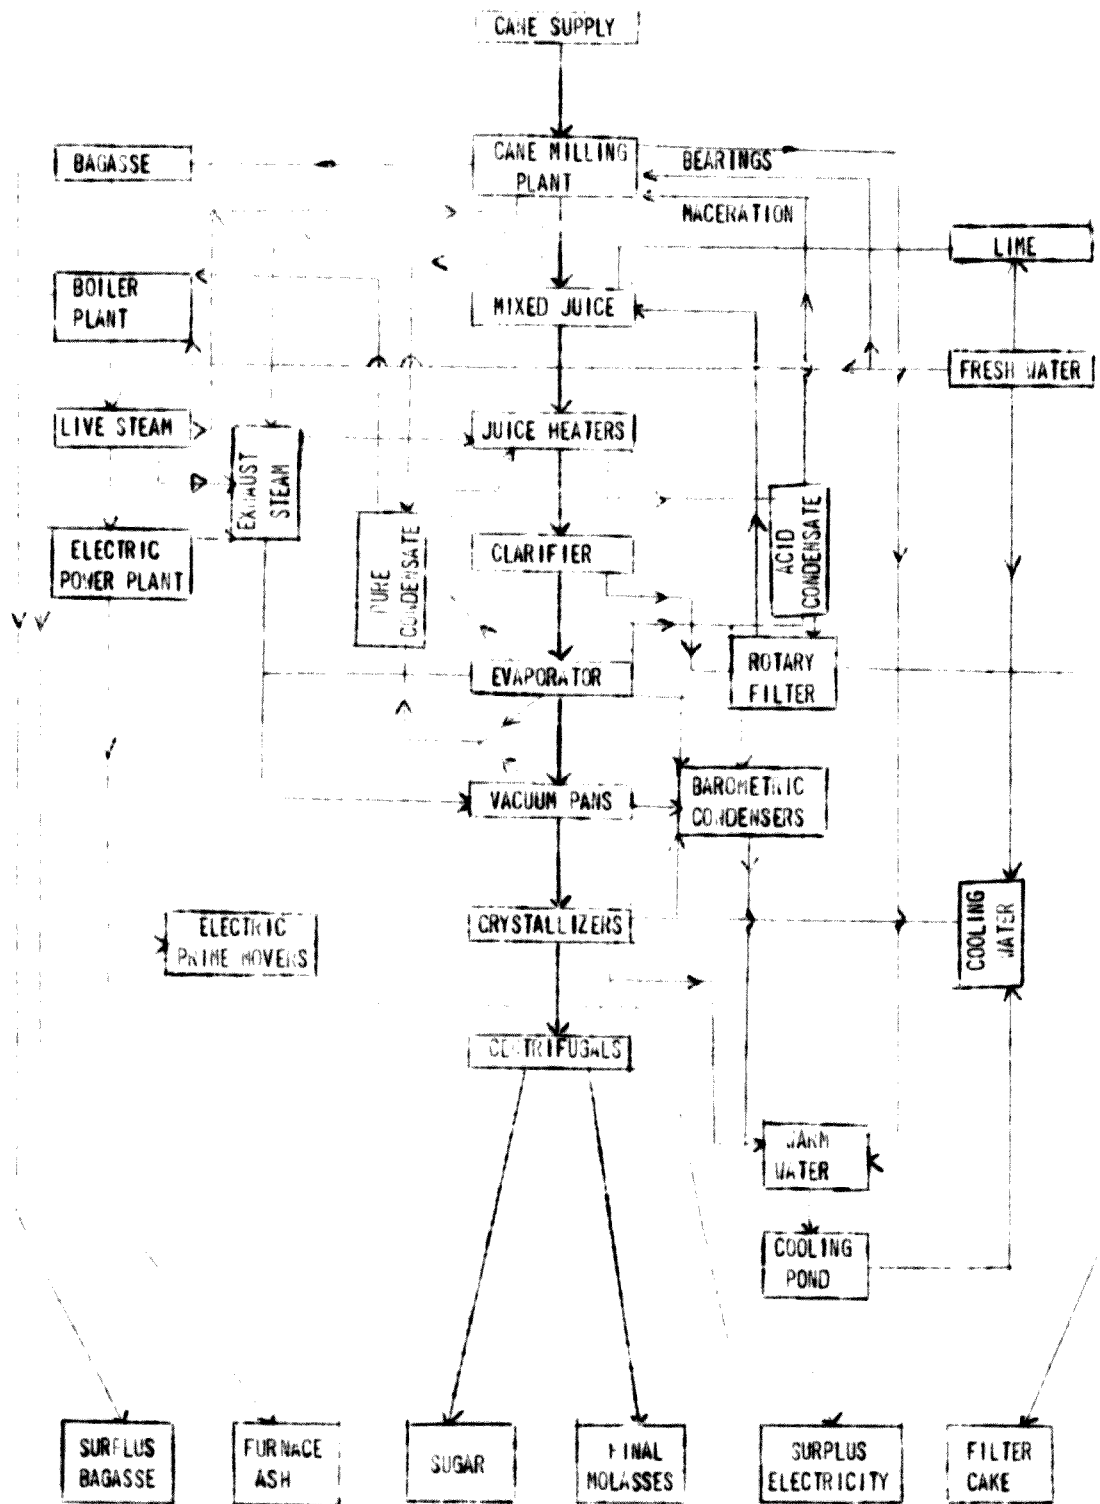 CANE SUPPLY
CANE MILLING
PLANT
BAGASSE
BEARINGS
MACERATION
LIME
BOILER
PLANT
MIXED JUICE
FRESH WATER
LIVE STEAM
JUICE HEATERS
EXHAUST
STEAM
PURE
CONDENSATE
ACID
CONDENSATE
ELECTRIC
POWER PLANT
CLARIFIER
EVAPORATOR
ROTARY
FILTER
VACUUM PANS
BAROMETRIC
CONDENSERS
CRYSTALLIZERS
COOLING
WATER
ELECTRIC
PRIME MOVERS
CENTRIFUGALS
WARM
WATER
COOLING
POND
SURPLUS
BAGASSE
FURNACE
ASH
SUGAR
FINAL
MOLASSES
SURPLUS
ELECTRICITY
FILTER
CAKE